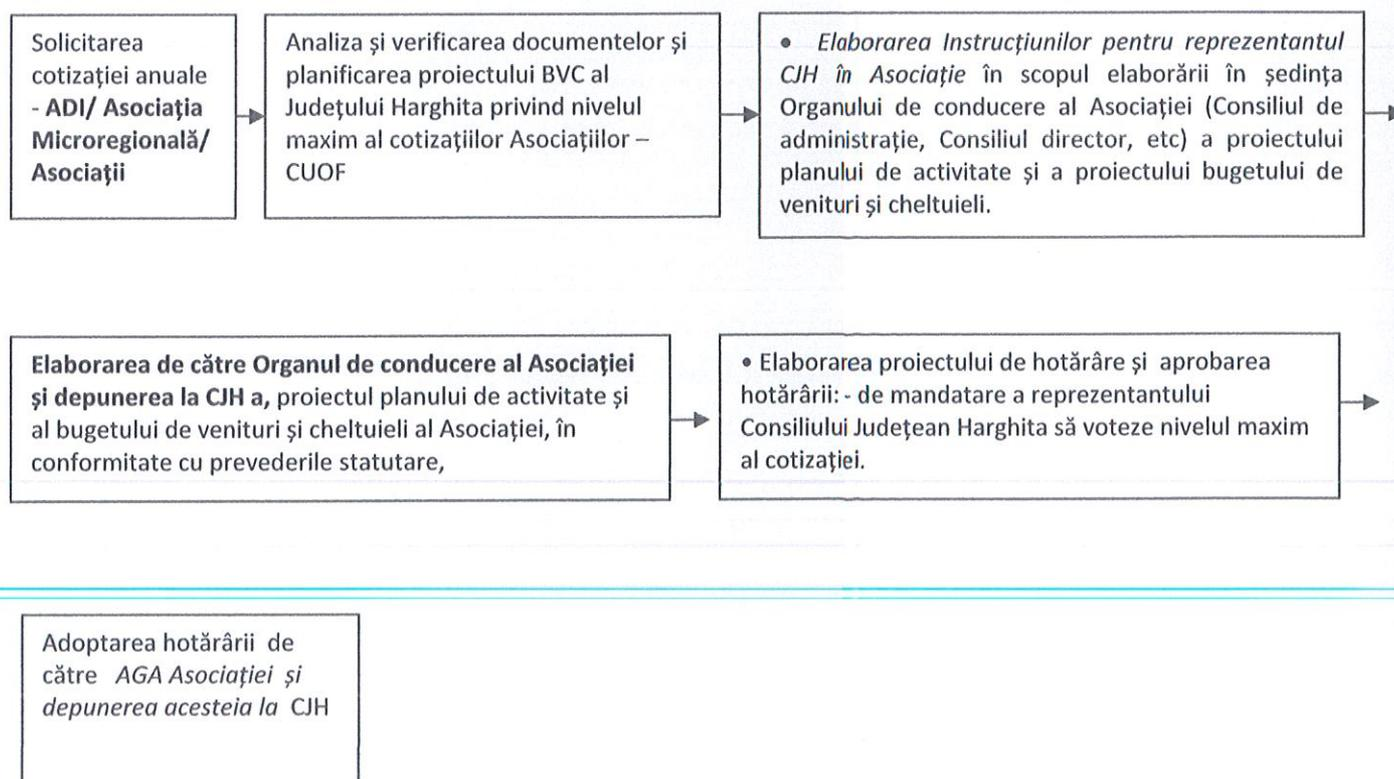 Solicitarea
cotizației anuale
- ADI/ Asociația
Microregională/
Asociații
Analiza și verificarea documentelor și
planificarea proiectului BVC al
Județului Harghita privind nivelul
maxim al cotizațiilor Asociațiilor –
CUOF
• Elaborarea Instrucțiunilor pentru reprezentantul
CJH în Asociație în scopul elaborării în ședința
Organului de conducere al Asociației (Consiliul de
administrație, Consiliul director, etc) a proiectului
planului de activitate și a proiectului bugetului de
venituri și cheltuieli.
Elaborarea de către Organul de conducere al Asociației
și depunerea la CJH a, proiectul planului de activitate și
al bugetului de venituri și cheltuieli al Asociației, în
conformitate cu prevederile statutare,
• Elaborarea proiectului de hotărâre și aprobarea
hotărârii: - de mandatare a reprezentantului
Consiliului Județean Harghita să voteze nivelul maxim
al cotizației.
Adoptarea hotărârii de
către AGA Asociației și
depunerea acesteia la CJH